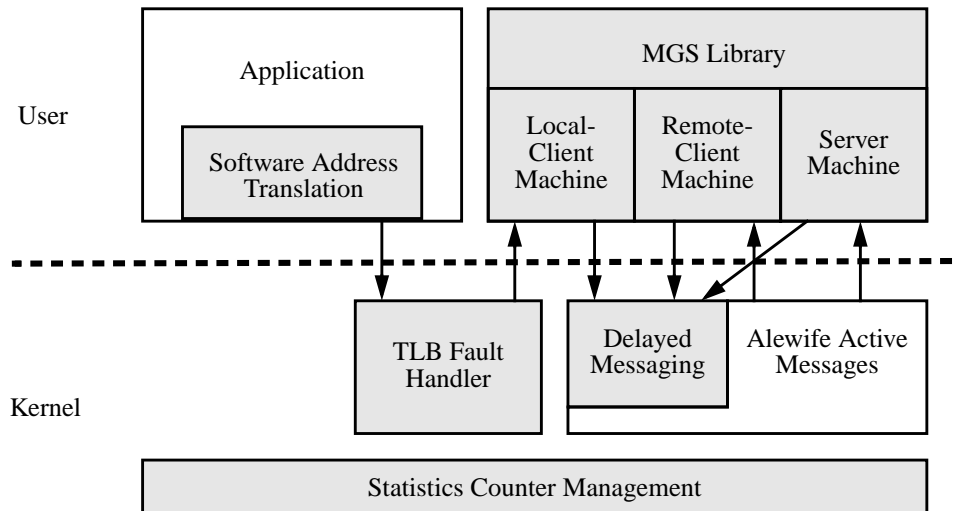 Application
MGS Library
User
Local-
Client
Machine
Remote-
Client
Machine
Server
Machine
Software Address
Translation
TLB Fault
Handler
Delayed
Messaging
Alewife Active
Messages
Kernel
Statistics Counter Management